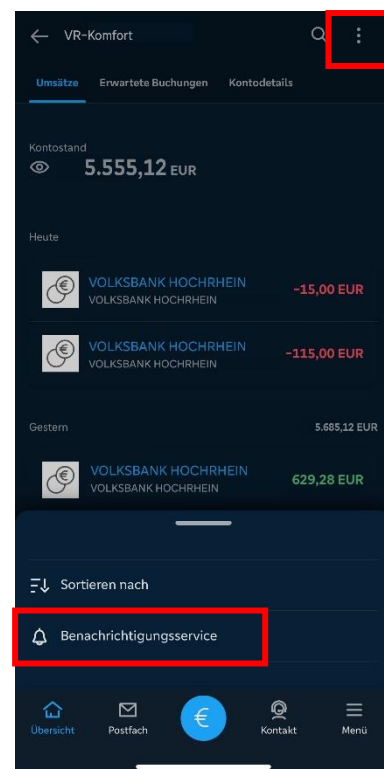 VR-Komfort
Umsätze Erwartete Buchungen Kontodetails
Kontostand
5.555,12 EUR
Heute
VOLKSBANK HOCHRHEIN -15,00 EUR
VOLKSBANK HOCHRHEIN
VOLKSBANK HOCHRHEIN -115,00 EUR
VOLKSBANK HOCHRHEIN
Gestern 5.685,12 EUR
VOLKSBANK HOCHRHEIN 629,28 EUR
VOLKSBANK HOCHRHEIN
Sortieren nach
Benachrichtigungsservice
€
Übersicht Postfach Kontakt Menü